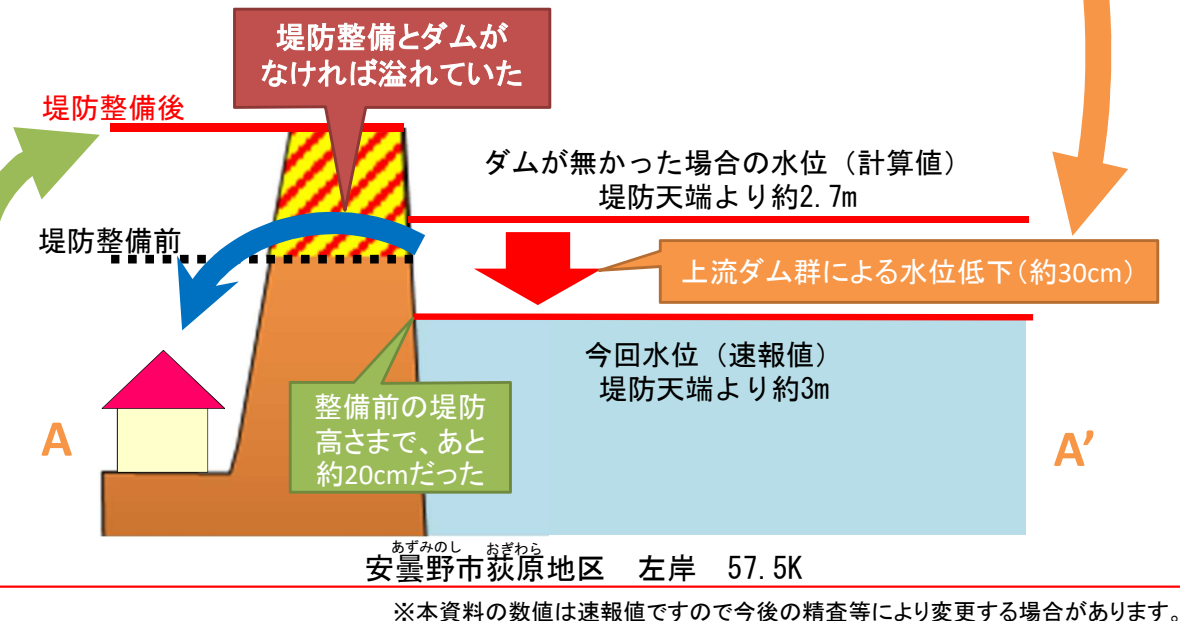 堤防整備とダムが
なければ溢れていた
堤防整備後
ダムが無かった場合の水位（計算値）
堤防天端より約2.7m
堤防整備前
上流ダム群による水位低下（約30cm）
今回水位（速報値）
堤防天端より約3m
整備前の堤防
高さまで、あと
約20cmだった
A
A’
あずみのし おぎわら
安曇野市荻原地区 左岸 57.5K
※本資料の数値は速報値ですので今後の精査等により変更する場合があります。